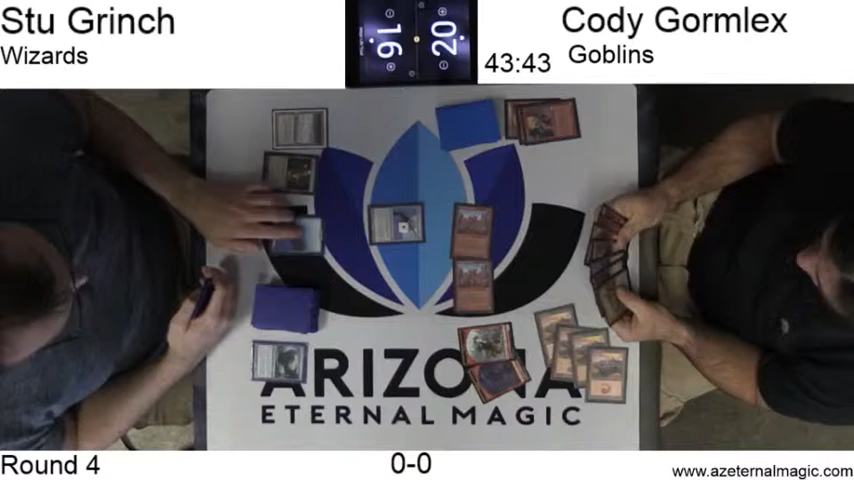 Stu Grinch
Wizards
16
20
43:43
Cody Gormlex
Goblins
ARIZONA
ETERNAL MAGIC
Round 4
0-0
www.azeternalmagic.com